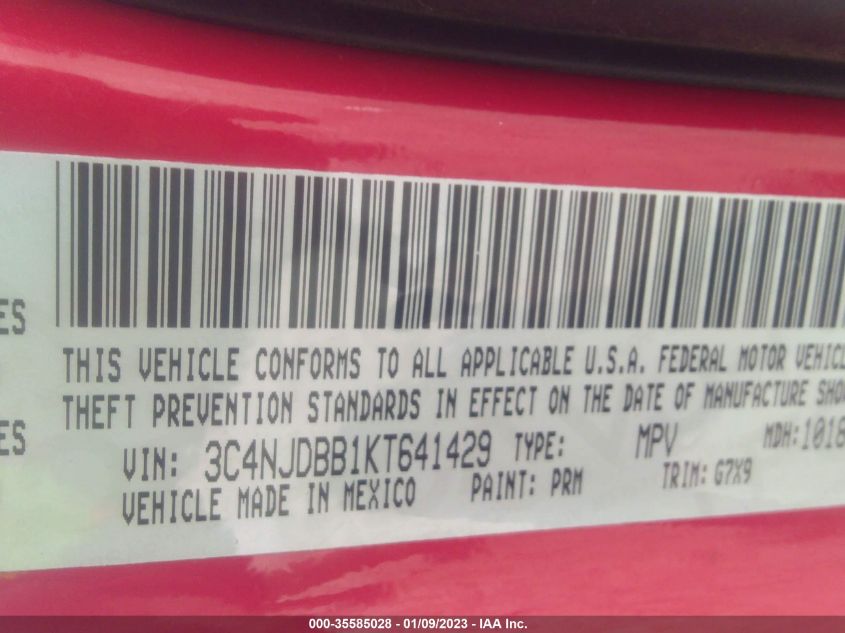 ES
ES
THIS VEHICLE CONFORMS TO ALL APPLICABLE U.S.A. FEDERAL MOTOR VEHICL
THEFT PREVENTION STANDARDS IN EFFECT ON THE DATE OF MANUFACTURE SHO
VIN: 3C4NJDBB1KT641429 TYPE: MPV MDH: 1018
VEHICLE MADE IN MEXICO PAINT: PRM TRIM: G7X9
000-35585028 - 01/09/2023 - IAA Inc.